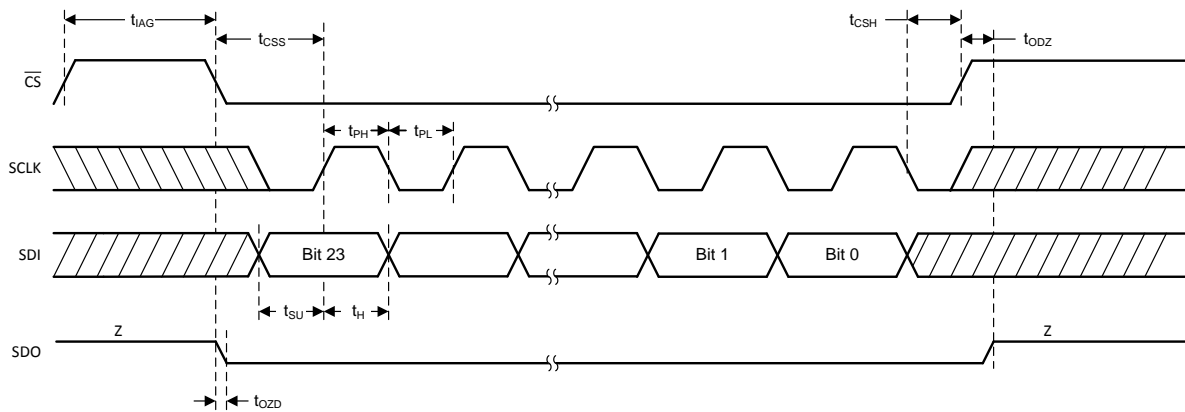 tIAG
tCSS
tCSH
tODZ
CS
tPH
tPL
SCLK
SDI
Bit 23
Bit 1
Bit 0
tSU
tH
Z
Z
SDO
tOZD